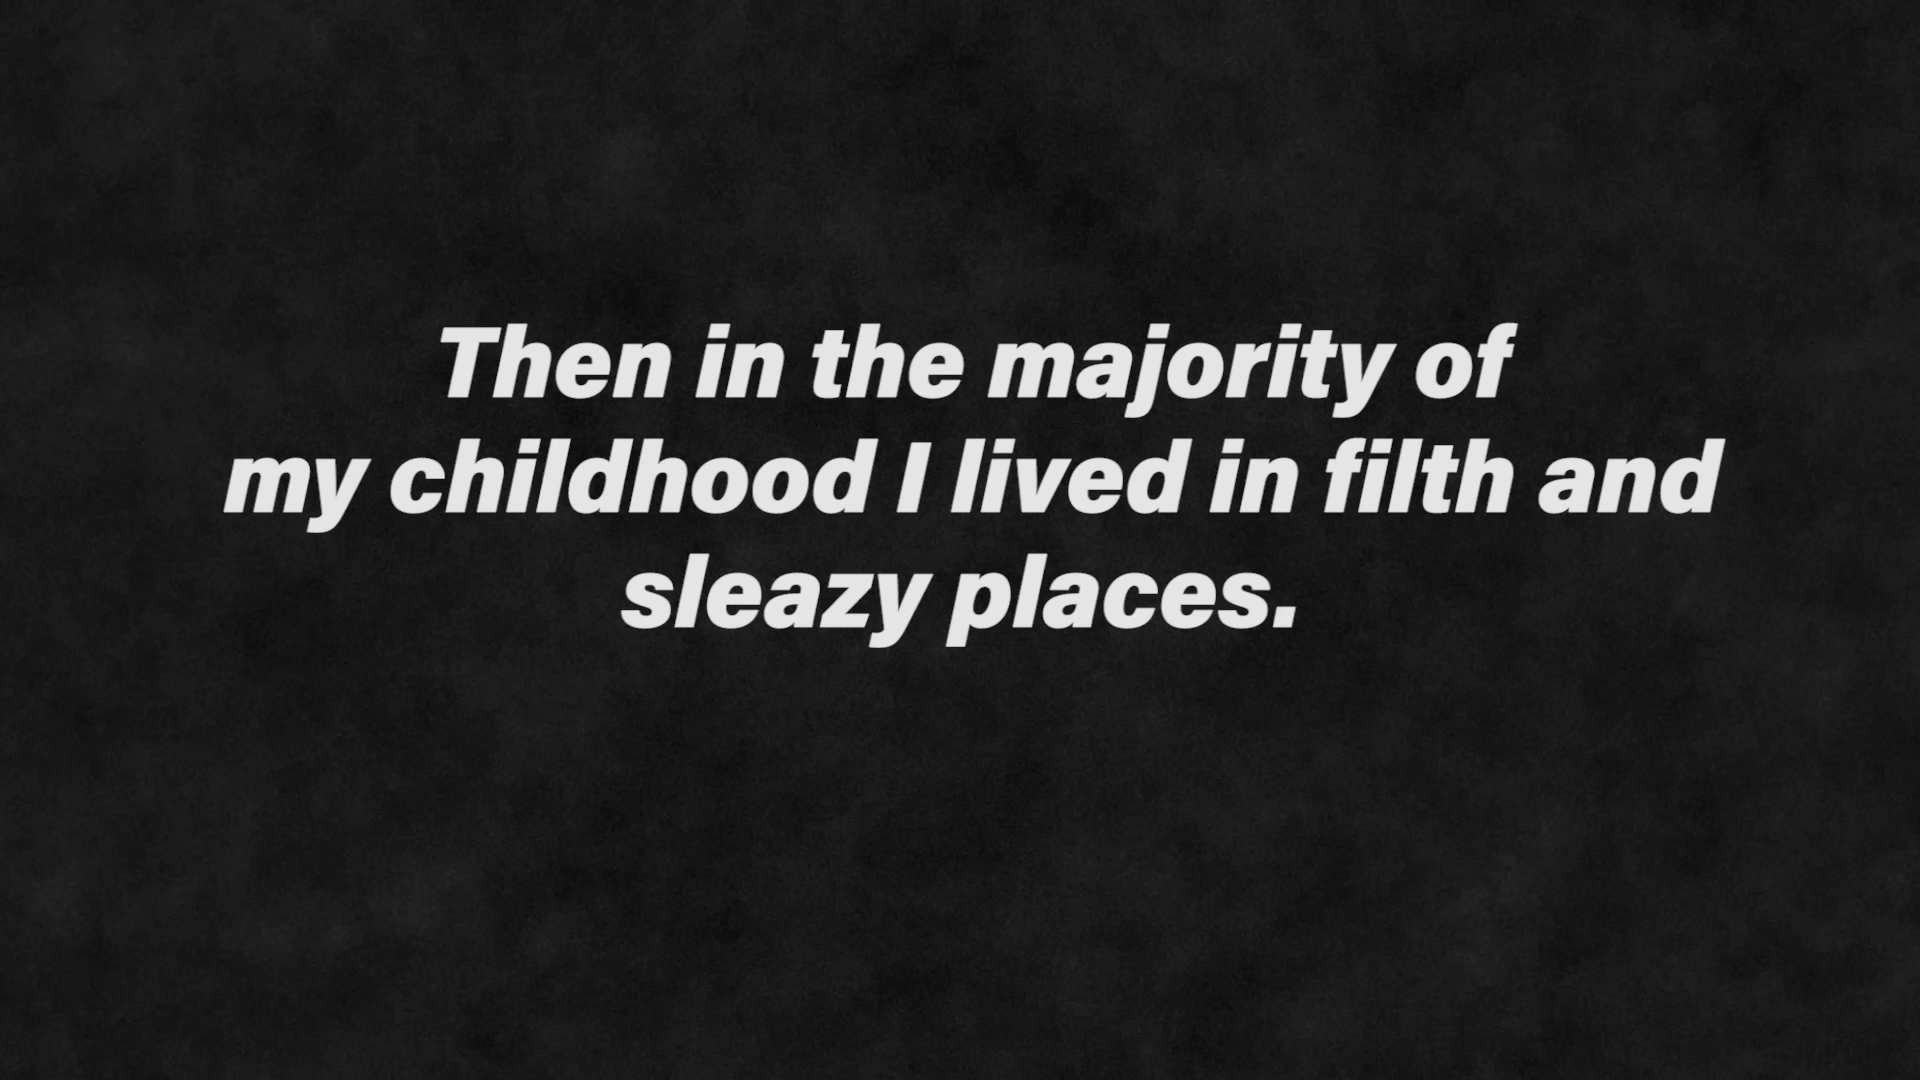 Then in the majority of
my childhood I lived in filth and
sleazy places.